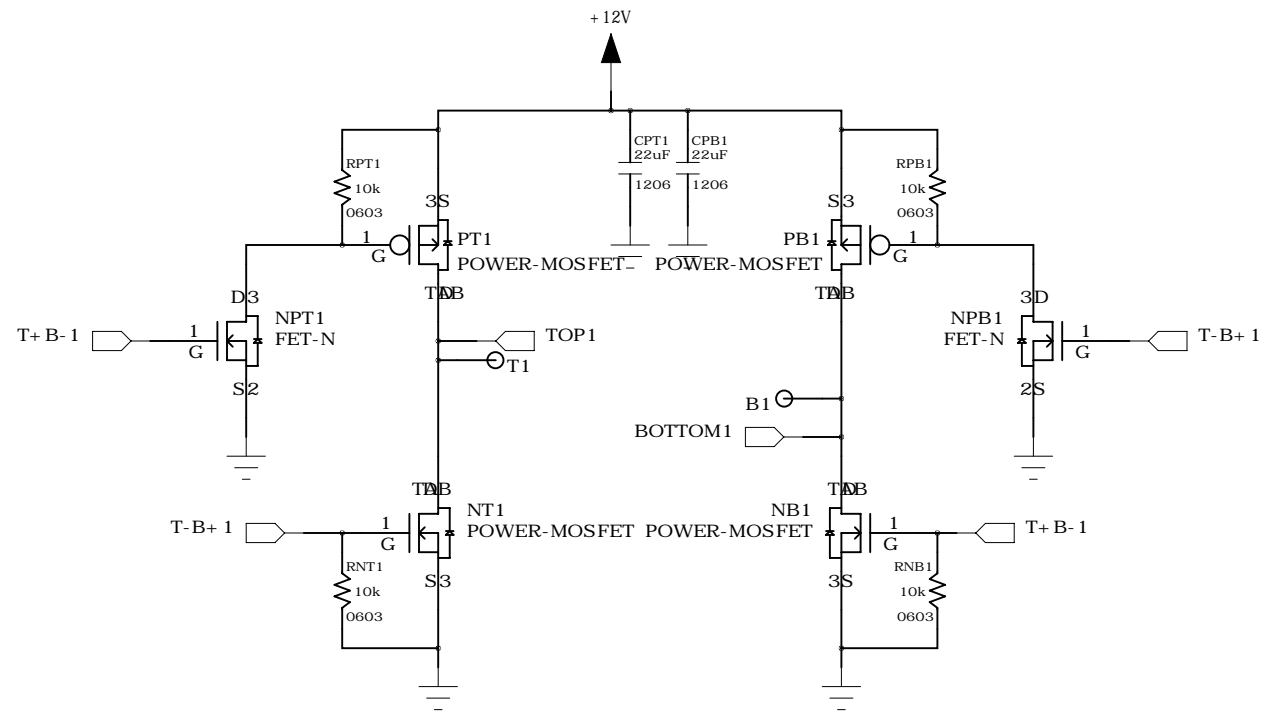 +12V
CPT1
22uF
1206
CPB1
22uF
1206
RPT1
10k
0603
RPB1
10k
0603
3S
S3
1
G
PT1
POWER-MOSFET
PB1
POWER-MOSFET
1
G
TAB
D
TAB
D
D3
NPT1
FET-N
3D
NPB1
FET-N
T+B-1
1
G
TOP1
T1
1
G
T-B+1
S2
2S
B1
BOTTOM1
TAB
D
TAB
D
NT1
POWER-MOSFET
NB1
POWER-MOSFET
T-B+1
1
G
1
G
T+B-1
RNT1
10k
0603
S3
3S
RNB1
10k
0603